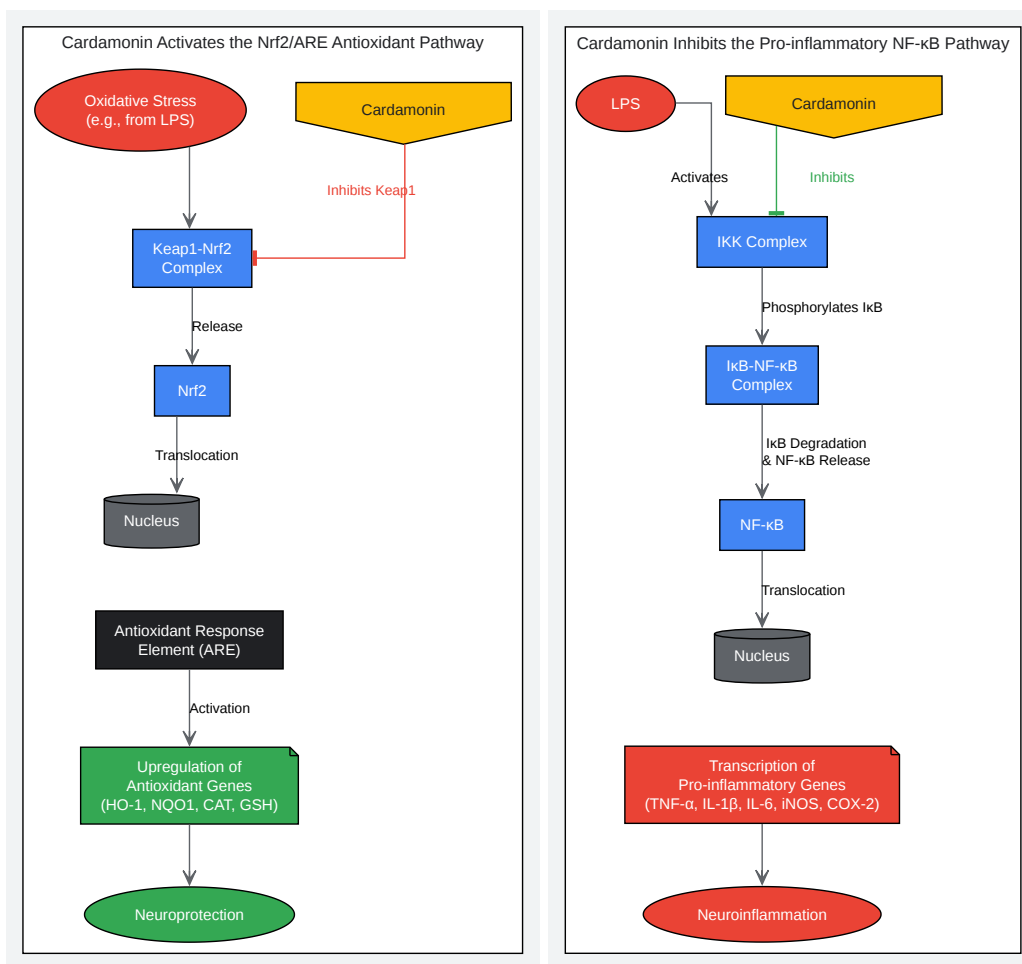 Cardamonin Activates the Nrf2/ARE Antioxidant Pathway
Oxidative Stress
(e.g., from LPS)
Cardamonin
Inhibits Keap1
Keap1-Nrf2
Complex
Release
Nrf2
Translocation
Nucleus
Antioxidant Response
Element (ARE)
Activation
Upregulation of
Antioxidant Genes
(HO-1, NQO1, CAT, GSH)
Neuroprotection
Cardamonin Inhibits the Pro-inflammatory NF-κB Pathway
LPS
Cardamonin
Activates
Inhibits
IKK Complex
Phosphorylates IκB
IκB-NF-κB
Complex
IκB Degradation
& NF-κB Release
NF-κB
Translocation
Nucleus
Transcription of
Pro-inflammatory Genes
(TNF-α, IL-1β, IL-6, iNOS, COX-2)
Neuroinflammation